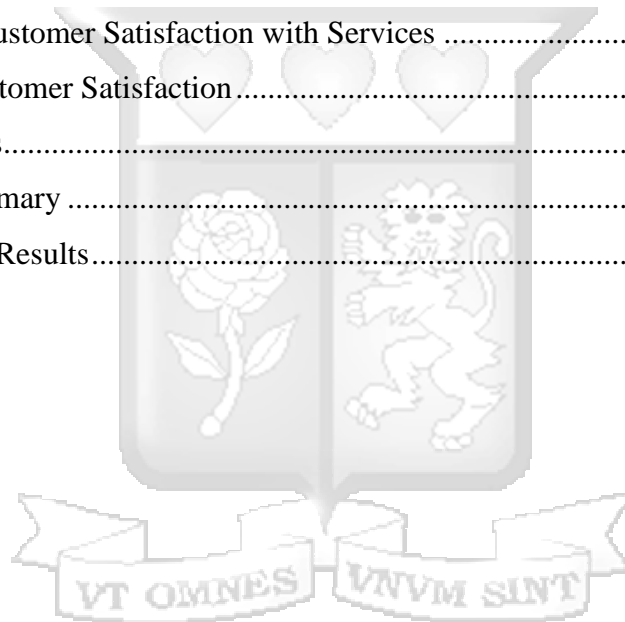 ustomer Satisfaction with Services ....................
tomer Satisfaction........................................
s..............................................................................
mary ....................................................................
Results................................................................
VT OMNES VNVM SINT